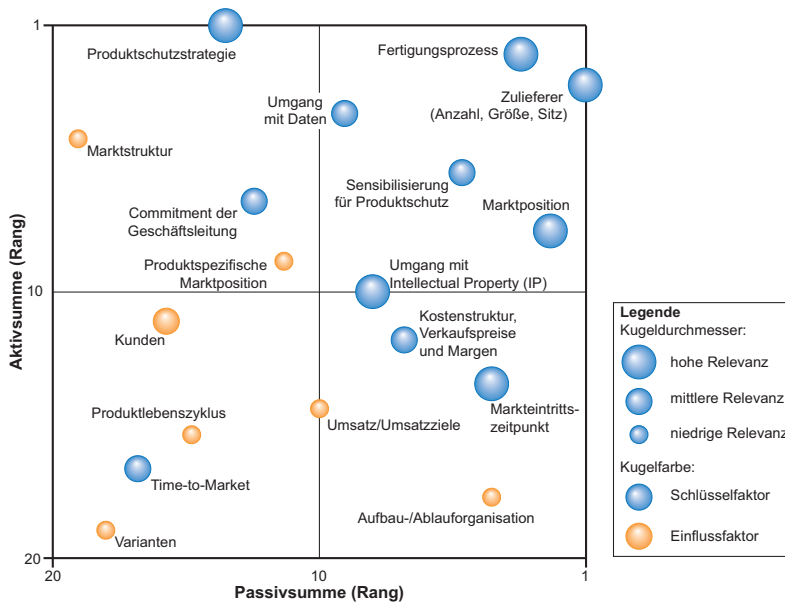 1
Produktschutzstrategie
Fertigungsprozess
Zulieferer
(Anzahl, Größe, Sitz)
Umgang
mit Daten
Marktstruktur
Sensibilisierung
für Produktschutz
Marktposition
Commitment der
Geschäftsleitung
Produktspezifische
Marktposition
Umgang mit
Intellectual Property (IP)
10
Aktivsumme (Rang)
Kunden
Kostenstruktur,
Verkaufspreise
und Margen
Produktlebenszyklus
Umsatz/Umsatzziele
Markteintritts-
zeitpunkt
Time-to-Market
Aufbau-/Ablauforganisation
Varianten
20
20
10
1
Passivsumme (Rang)
Legende
Kugeldurchmesser:
hohe Relevanz
mittlere Relevanz
niedrige Relevanz
Kugelfarbe:
Schlüsselfaktor
Einflussfaktor